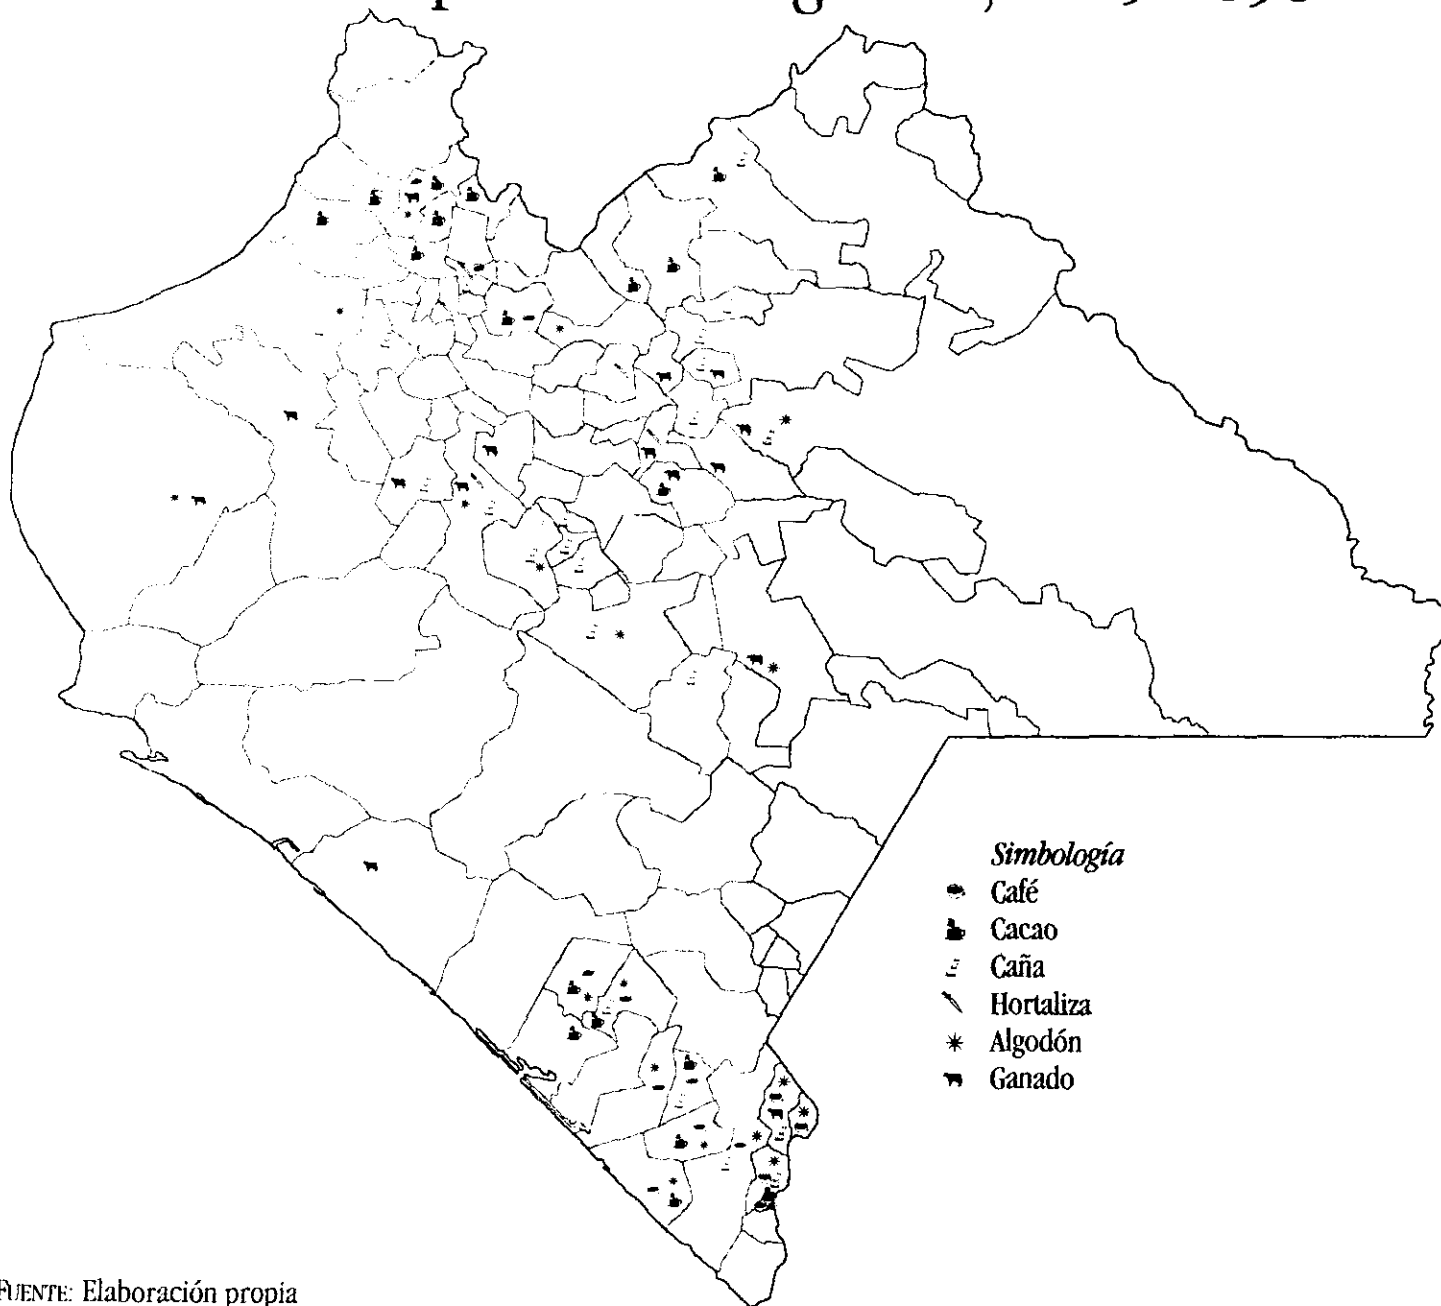 Simbología
Café
Cacao
Caña
Hortaliza
Algodón
Ganado
FUENTE: Elaboración propia